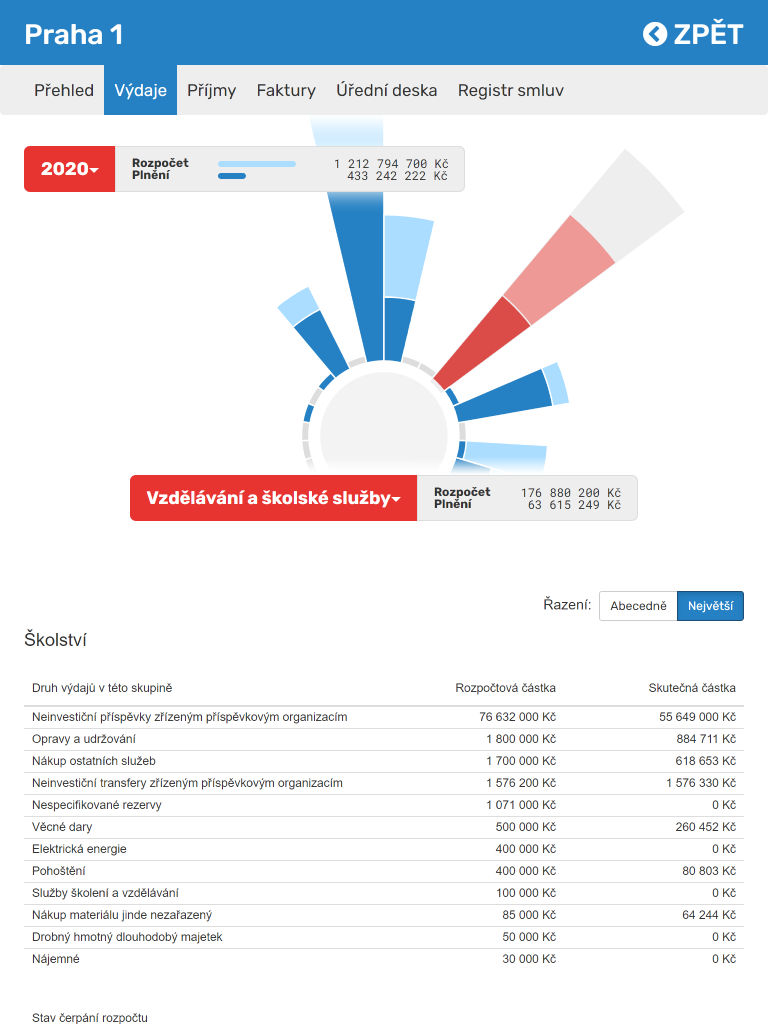 Praha 1
ZPĚT
Přehled Výdaje Příjmy Faktury Úřední deska Registr smluv
2020
Rozpočet 1 212 794 700 Kč
Plnění 433 242 222 Kč
Vzdělávání a školské služby
Rozpočet 176 880 200 Kč
Plnění 63 615 249 Kč
Řazení: Abecedně Největší
Školství
Druh výdajů v této skupině Rozpočtová částka Skutečná částka
Neinvestiční příspěvky zřízeným příspěvkovým organizacím 76 632 000 Kč 55 649 000 Kč
Opravy a udržování 1 800 000 Kč 884 711 Kč
Nákup ostatních služeb 1 700 000 Kč 618 653 Kč
Neinvestiční transfery zřízeným příspěvkovým organizacím 1 576 200 Kč 1 576 330 Kč
Nespecifikované rezervy 1 071 000 Kč 0 Kč
Věcné dary 500 000 Kč 260 452 Kč
Elektrická energie 400 000 Kč 0 Kč
Pohoštění 400 000 Kč 80 803 Kč
Služby školení a vzdělávání 100 000 Kč 0 Kč
Nákup materiálu jinde nezařazený 85 000 Kč 64 244 Kč
Drobný hmotný dlouhodobý majetek 50 000 Kč 0 Kč
Nájemné 30 000 Kč 0 Kč
Stav čerpání rozpočtu